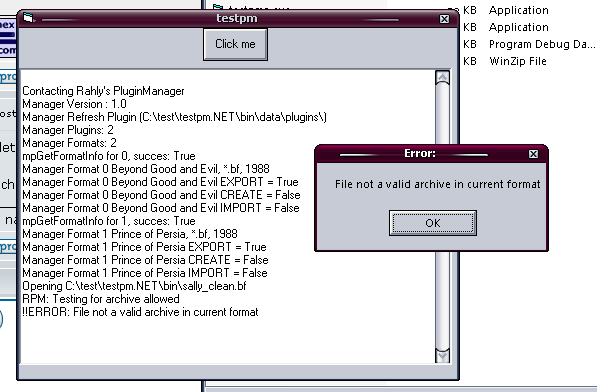 testpm
Click me
Contacting Rahly's PluginManager
Manager Version : 1.0
Manager Refresh Plugin (C:\test\testpm.NET\bin\data\plugins\)
Manager Plugins: 2
Manager Formats: 2
mpGetFormatInfo for 0, succes: True
Manager Format 0 Beyond Good and Evil, *.bf, 1988
Manager Format 0 Beyond Good and Evil EXPORT = True
Manager Format 0 Beyond Good and Evil CREATE = False
Manager Format 0 Beyond Good and Evil IMPORT = False
mpGetFormatInfo for 1, succes: True
Manager Format 1 Prince of Persia, *.bf, 1988
Manager Format 1 Prince of Persia EXPORT = True
Manager Format 1 Prince of Persia CREATE = False
Manager Format 1 Prince of Persia IMPORT = False
Opening C:\test\testpm.NET\bin\sally_clean.bf
RPM: Testing for archive allowed
!!ERROR: File not a valid archive in current format
Error:
File not a valid archive in current format
OK
KB Application
KB Application
KB Program Debug Da...
KB WinZip File